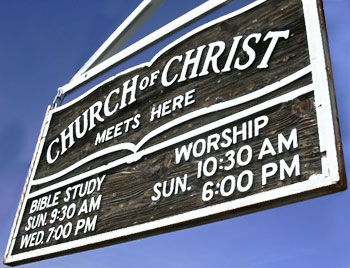 CHURCH OF CHRIST
MEETS HERE
BIBLE STUDY
SUN. 9:30 AM
WED. 7:00 PM
WORSHIP
SUN. 10:30 AM
6:00 PM